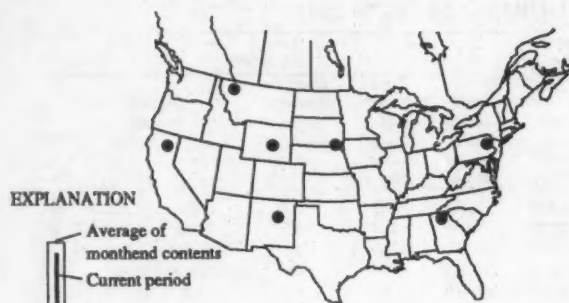 EXPLANATION
Average of
monthend contents
Current period